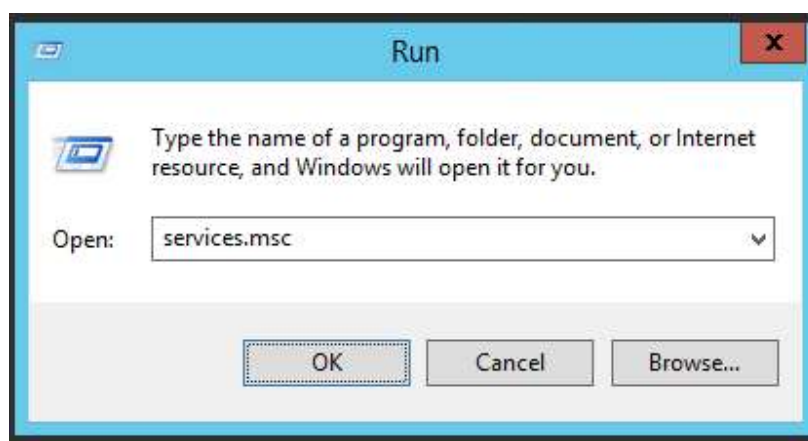 Run
x
Type the name of a program, folder, document, or Internet
resource, and Windows will open it for you.
Open: services.msc
OK Cancel Browse...